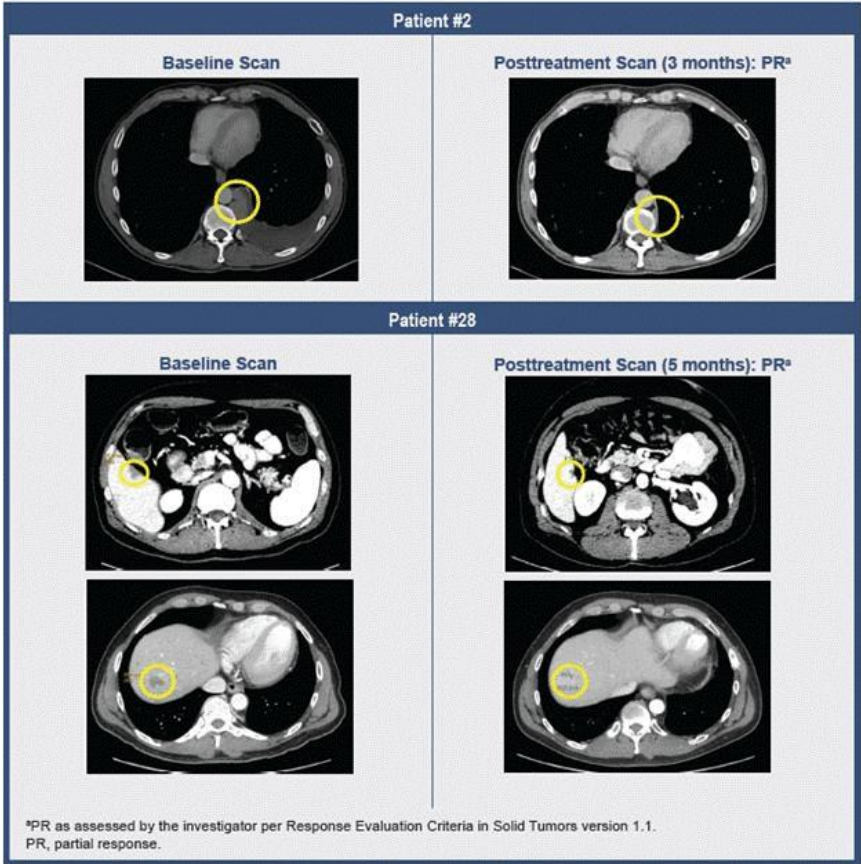 Patient #2
Baseline Scan
Posttreatment Scan (3 months): PRª
Patient #28
Baseline Scan
Posttreatment Scan (5 months): PRª
ªPR as assessed by the investigator per Response Evaluation Criteria in Solid Tumors version 1.1.
PR, partial response.